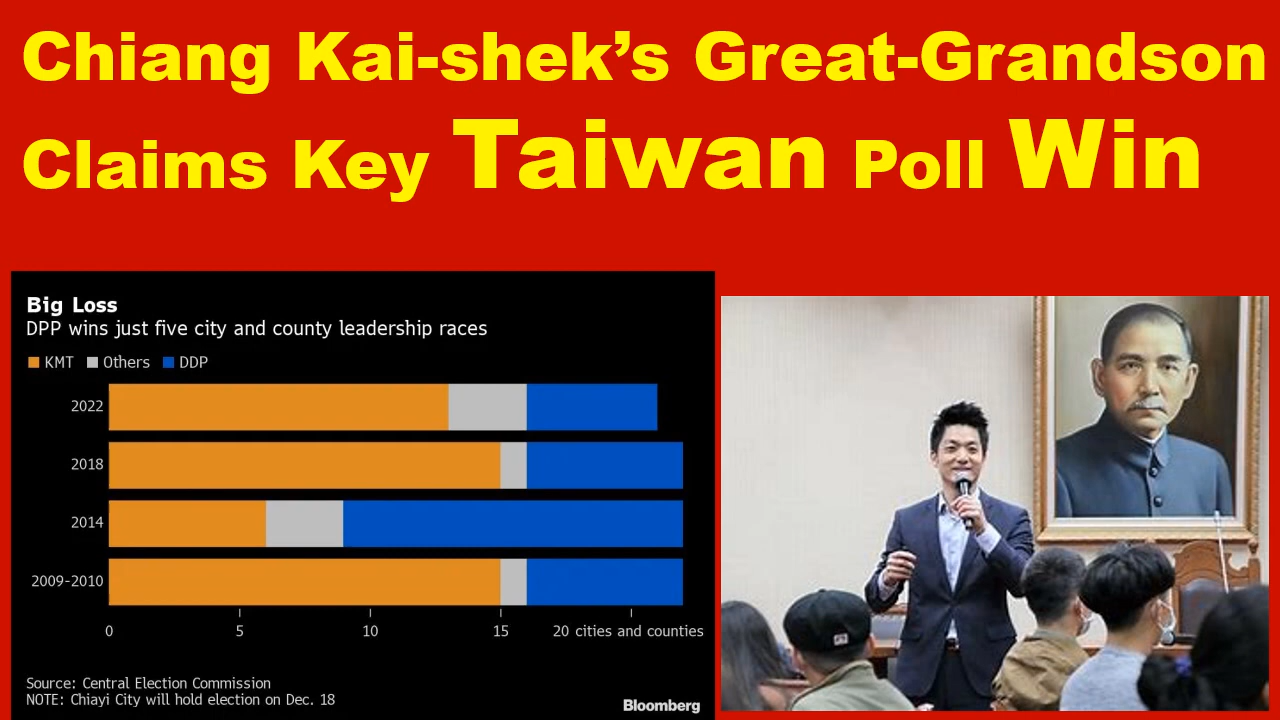 Chiang Kai-shek’s Great-Grandson
Claims Key Taiwan Poll Win
Big Loss
DPP wins just five city and county leadership races
KMT Others DDP
2022
2018
2014
2009-2010
0 5 10 15 20 cities and counties
Source: Central Election Commission
NOTE: Chiayi City will hold election on Dec. 18
Bloomberg